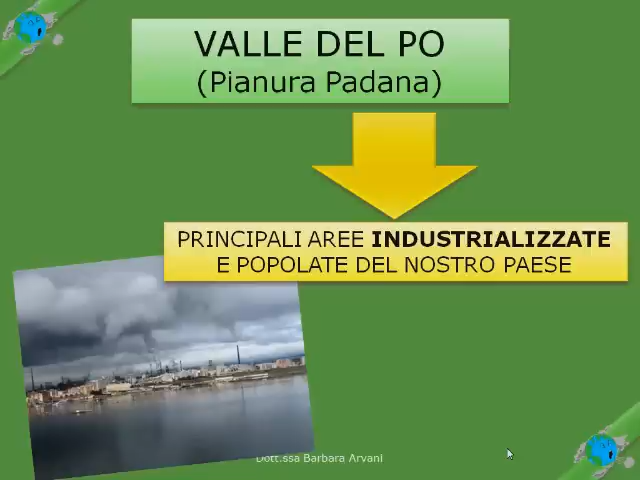 VALLE DEL PO
(Pianura Padana)
PRINCIPALI AREE INDUSTRIALIZZATE
E POPOLATE DEL NOSTRO PAESE
Dott.ssa Barbara Arvani